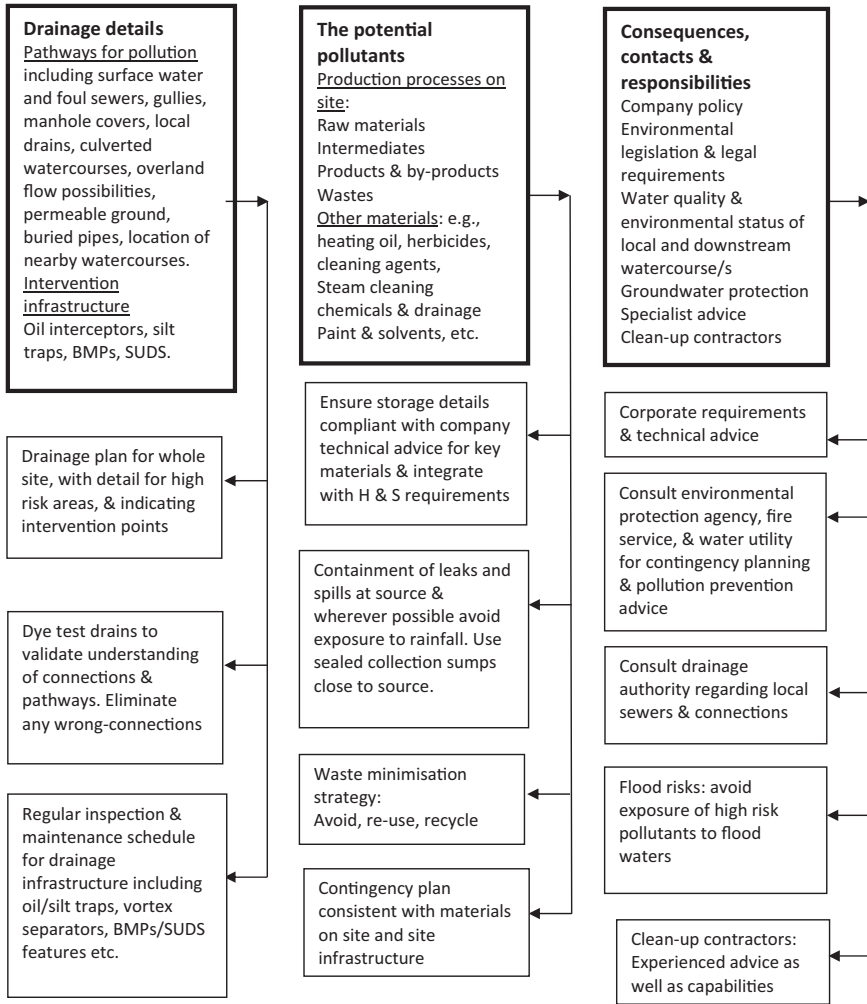 Drainage details
Pathways for pollution
including surface water
and foul sewers, gullies,
manhole covers, local
drains, culverted
watercourses, overland
flow possibilities,
permeable ground,
buried pipes, location of
nearby watercourses.
Intervention
infrastructure
Oil interceptors, silt
traps, BMPs, SUDS.
Drainage plan for whole
site, with detail for high
risk areas, & indicating
intervention points
Dye test drains to
validate understanding
of connections &
pathways. Eliminate
any wrong-connections
Regular inspection &
maintenance schedule
for drainage
infrastructure including
oil/silt traps, vortex
separators, BMPs/SUDS
features etc.
The potential
pollutants
Production processes on
site:
Raw materials
Intermediates
Products & by-products
Wastes
Other materials: e.g.,
heating oil, herbicides,
cleaning agents,
Steam cleaning
chemicals & drainage
Paint & solvents, etc.
Ensure storage details
compliant with company
technical advice for key
materials & integrate
with H & S requirements
Containment of leaks and
spills at source &
wherever possible avoid
exposure to rainfall. Use
sealed collection sumps
close to source.
Waste minimisation
strategy:
Avoid, re-use, recycle
Contingency plan
consistent with materials
on site and site
infrastructure
Consequences,
contacts &
responsibilities
Company policy
Environmental
legislation & legal
requirements
Water quality &
environmental status of
local and downstream
watercourse/s
Groundwater protection
Specialist advice
Clean-up contractors
Corporate requirements
& technical advice
Consult environmental
protection agency, fire
service, & water utility
for contingency planning
& pollution prevention
advice
Consult drainage
authority regarding local
sewers & connections
Flood risks: avoid
exposure of high risk
pollutants to flood
waters
Clean-up contractors:
Experienced advice as
well as capabilities